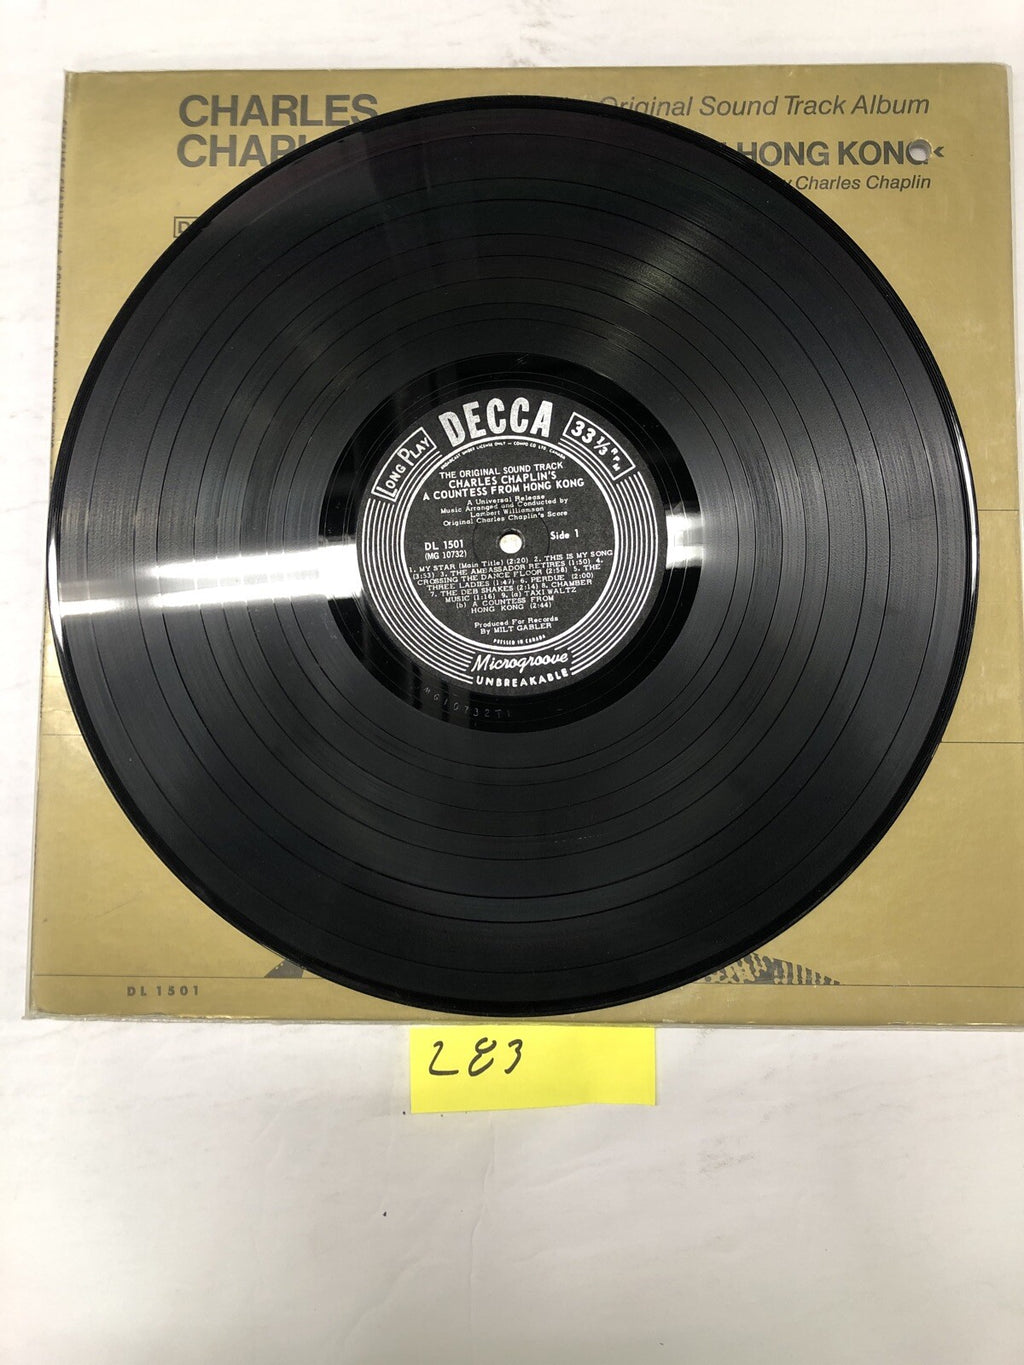 CHARLES
Original Sound Track Album
HONG KONG
Charles Chaplin
DECCA
LONG PLAY
33 1/3 RPM
THE ORIGINAL SOUND TRACK
CHARLES CHAPLIN'S
A COUNTESS FROM HONG KONG
A Universal Release
Music Arranged and Conducted by
Lambert Williamson
Original Charles Chaplin's Score
DL 1501
Side 1
(MG 10732)
1. MY STAR (Main Title) (2:20) 2. THIS IS MY SONG
(3:53) 3. THE AMBASSADOR RETIRES (1:50) 4.
CROSSING THE DANCE FLOOR (2:58) 5. THE
THREE LADIES (1:47) 6. PERDUE (2:00)
7. THE DEB SHAKES (2:14) 8. CHAMBER
MUSIC (1:16) 9. (a) TAXI WALTZ
(b) A COUNTESS FROM
HONG KONG (2:44)
Produced For Records
By MILT GABLER
PRESSED IN CANADA
Microgroove
UNBREAKABLE
MG10732T1
DL 1501
283